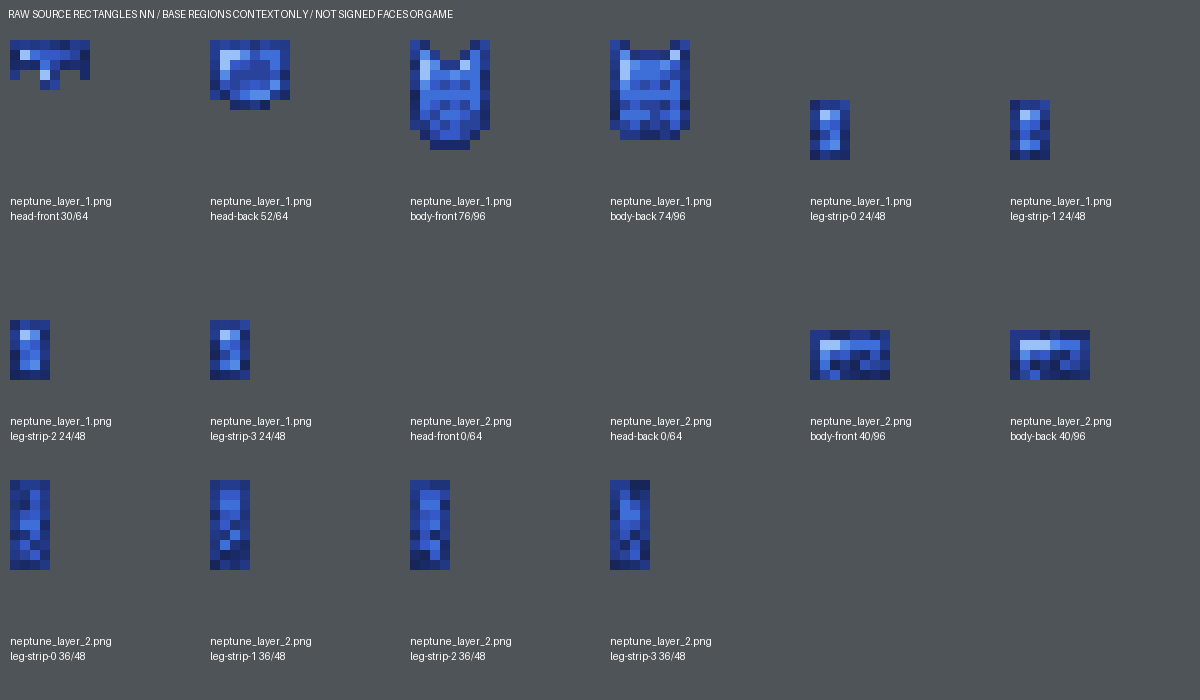 RAW SOURCE RECTANGLES NN / BASE REGIONS CONTEXT ONLY / NOT SIGNED FACES OR GAME
neptune_layer_1.png
head-front 30/64
neptune_layer_1.png
head-back 52/64
neptune_layer_1.png
body-front 76/96
neptune_layer_1.png
body-back 74/96
neptune_layer_1.png
leg-strip-0 24/48
neptune_layer_1.png
leg-strip-1 24/48
neptune_layer_1.png
leg-strip-2 24/48
neptune_layer_1.png
leg-strip-3 24/48
neptune_layer_2.png
head-front 0/64
neptune_layer_2.png
head-back 0/64
neptune_layer_2.png
body-front 40/96
neptune_layer_2.png
body-back 40/96
neptune_layer_2.png
leg-strip-0 36/48
neptune_layer_2.png
leg-strip-1 36/48
neptune_layer_2.png
leg-strip-2 36/48
neptune_layer_2.png
leg-strip-3 36/48